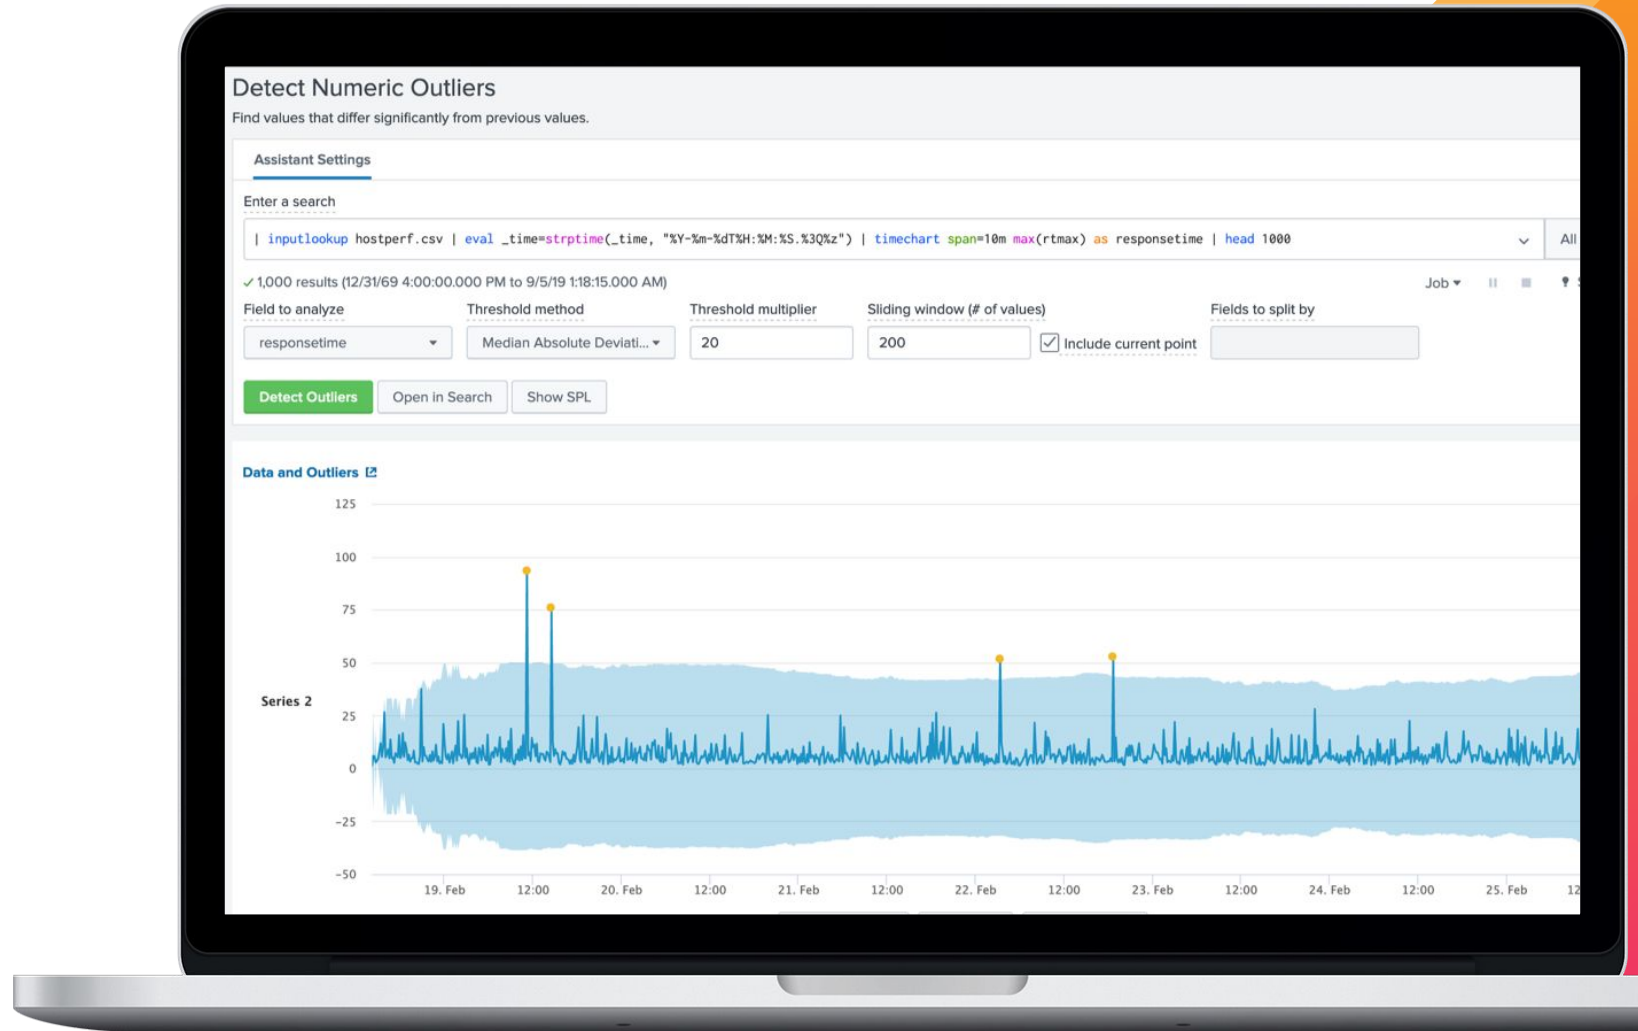 Detect Numeric Outliers
Find values that differ significantly from previous values.
Assistant Settings
Enter a search
| inputlookup hostperf.csv | eval _time=strptime(_time, "%Y-%m-%dT%H:%M:%S.%3Q%z") | timechart span=10m max(rtmax) as responsetime | head 1000
All
1,000 results (12/31/69 4:00:00.000 PM to 9/5/19 1:18:15.000 AM)
Job
Field to analyze Threshold method Threshold multiplier Sliding window (# of values) Fields to split by
responsetime Median Absolute Deviati... 20 200 Include current point
Detect Outliers Open in Search Show SPL
Data and Outliers
125
100
75
50
Series 2
25
0
-25
-50
19. Feb 12:00 20. Feb 12:00 21. Feb 12:00 22. Feb 12:00 23. Feb 12:00 24. Feb 12:00 25. Feb 12